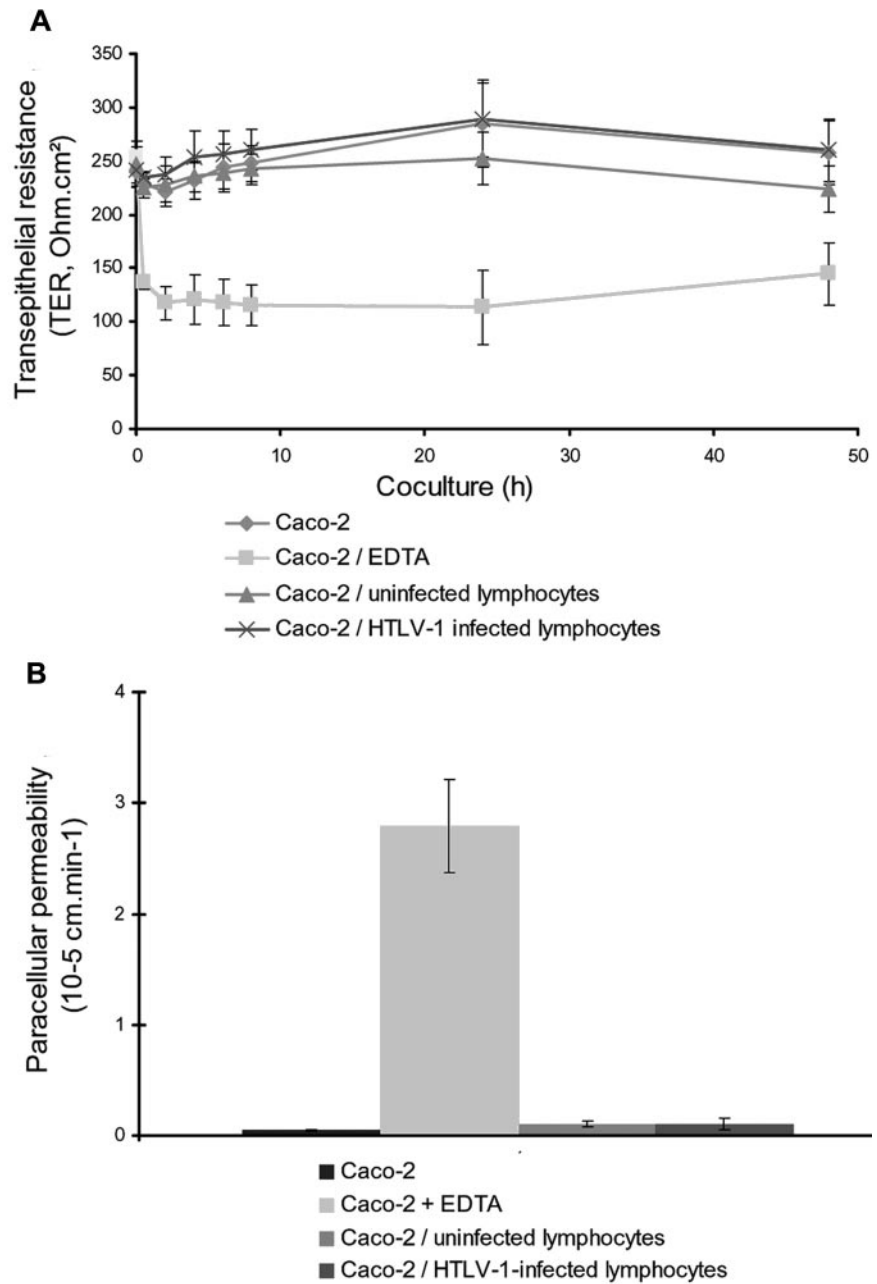 A
350
300
250
200
150
100
50
0
Transepithelial resistance
(TER, Ohm.cm²)
0 10 20 30 40 50
Coculture (h)
Caco-2
Caco-2 / EDTA
Caco-2 / uninfected lymphocytes
Caco-2 / HTLV-1 infected lymphocytes
B
4
3
2
1
0
Paracellular permeability
(10-5 cm.min-1)
Caco-2
Caco-2 + EDTA
Caco-2 / uninfected lymphocytes
Caco-2 / HTLV-1-infected lymphocytes